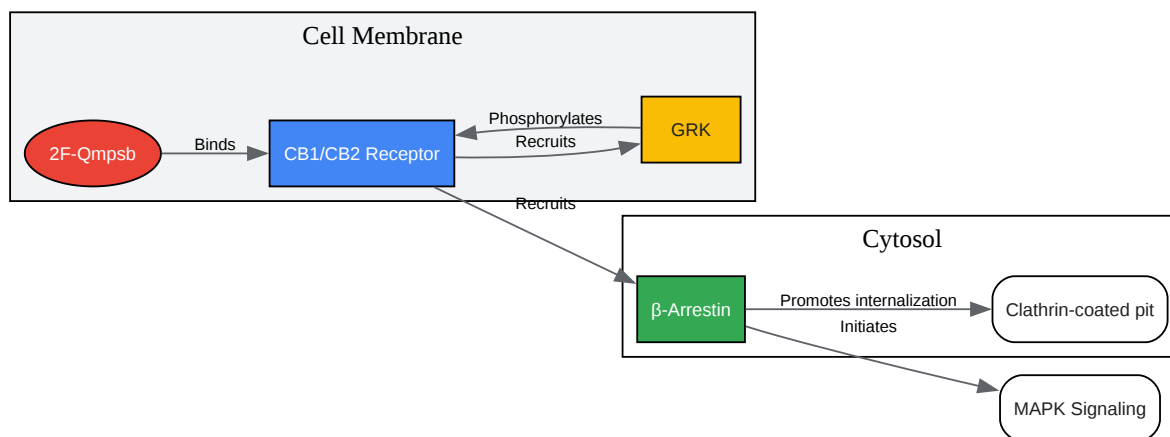 Cell Membrane
2F-Qmpsb
Binds
CB1/CB2 Receptor
Phosphorylates
Recruits
GRK
Recruits
Cytosol
β-Arrestin
Promotes internalization
Initiates
Clathrin-coated pit
MAPK Signaling